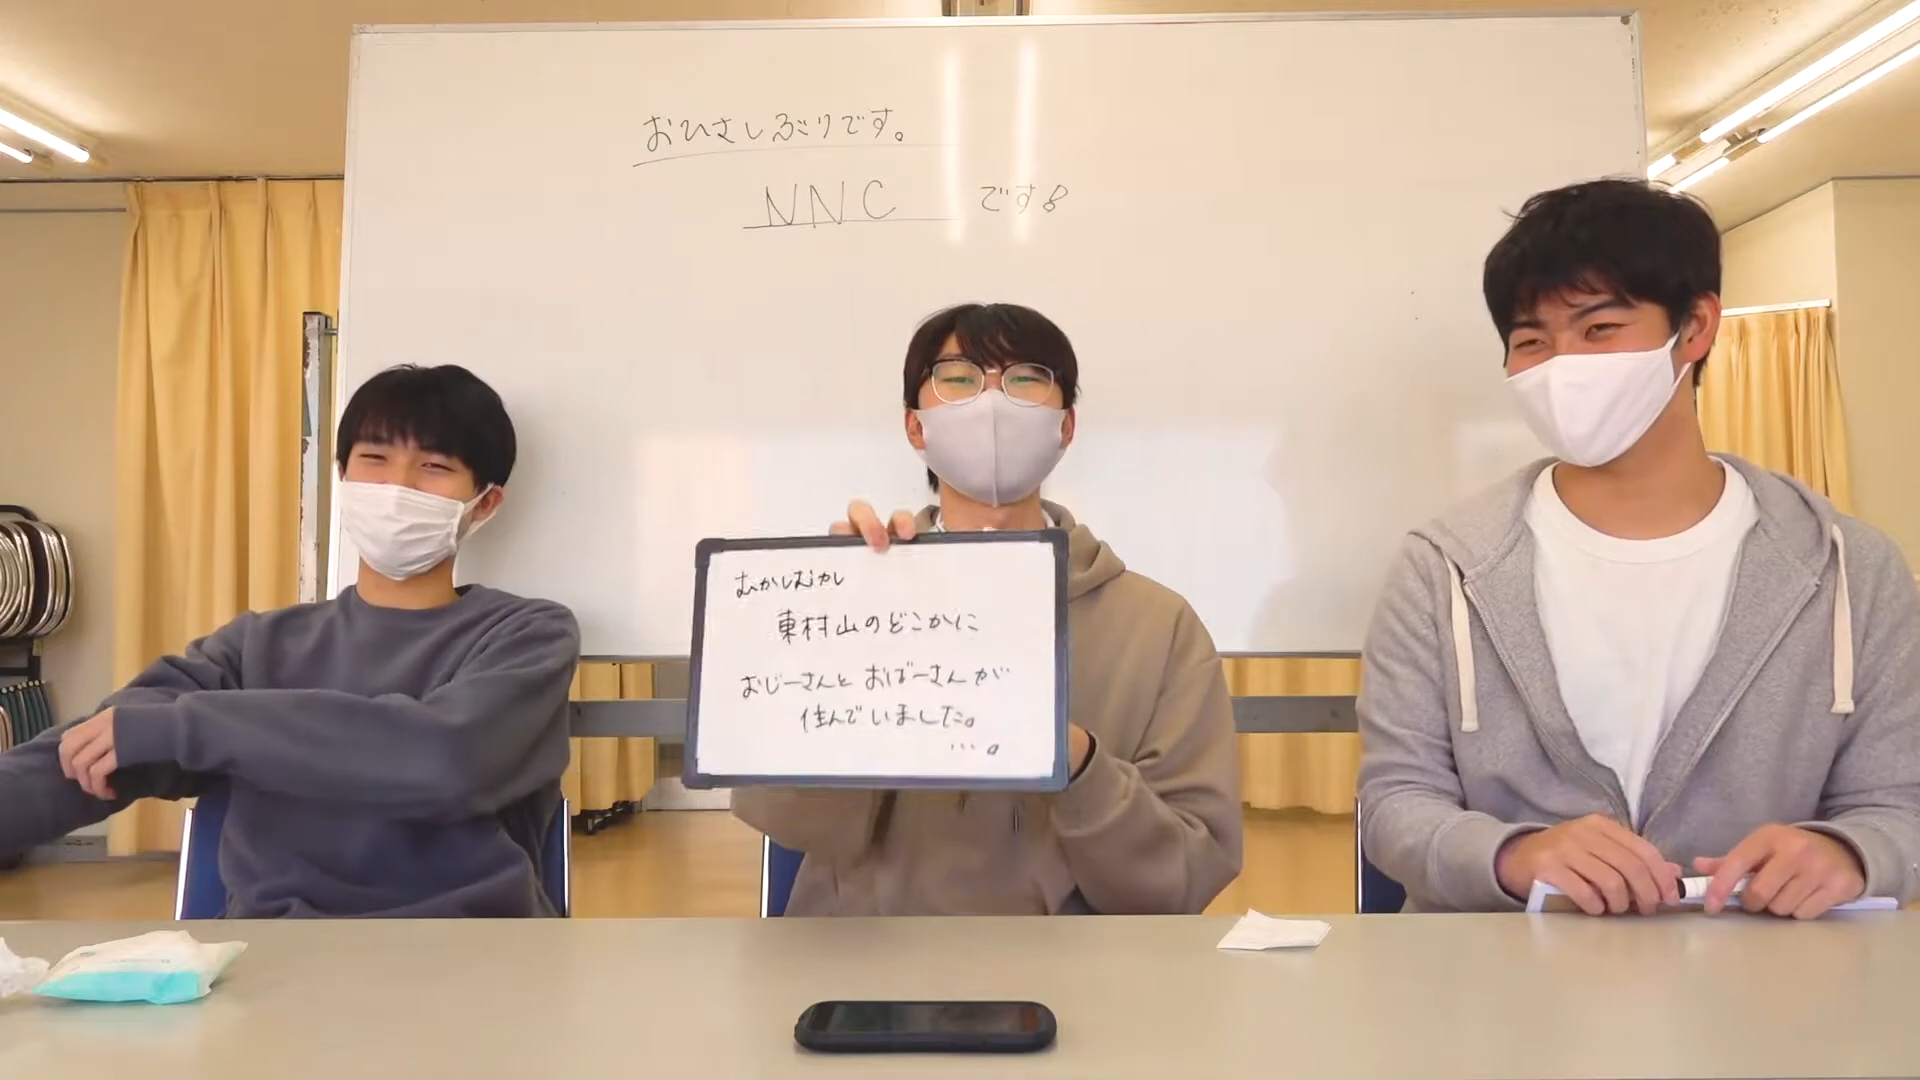 おひさしぶりです。
NNC です!
むかしむかし
東村山のどこかに
おじーさんと おばーさんが
住んでいました。
…。